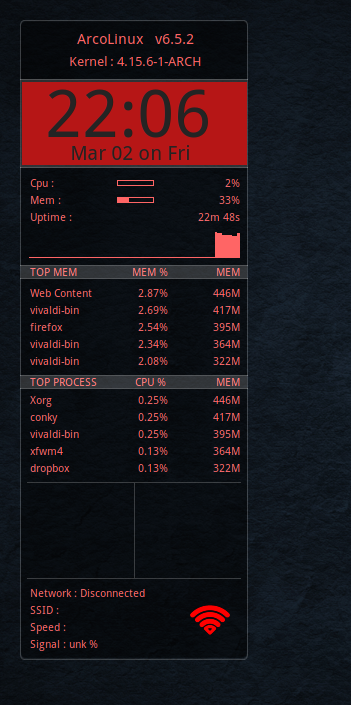 ArcoLinux v6.5.2
Kernel : 4.15.6-1-ARCH
22:06
Mar 02 on Fri
Cpu : 2%
Mem : 33%
Uptime : 22m 48s
TOP MEM MEM % MEM
Web Content 2.87% 446M
vivaldi-bin 2.69% 417M
firefox 2.54% 395M
vivaldi-bin 2.34% 364M
vivaldi-bin 2.08% 322M
TOP PROCESS CPU % MEM
Xorg 0.25% 446M
conky 0.25% 417M
vivaldi-bin 0.25% 395M
xfwm4 0.13% 364M
dropbox 0.13% 322M
Network : Disconnected
SSID :
Speed :
Signal : unk %